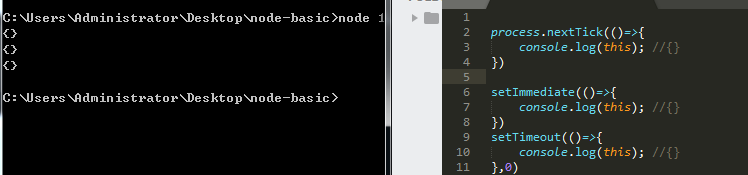 C:\Users\Administrator\Desktop\node-basic>node 1
{}
{}
{}
C:\Users\Administrator\Desktop\node-basic>
1
2 process.nextTick(()=>{
3 console.log(this); //{}
4 })
5
6 setImmediate(()=>{
7 console.log(this); //{}
8 })
9 setTimeout(()=>{
10 console.log(this); //{}
11 },0)